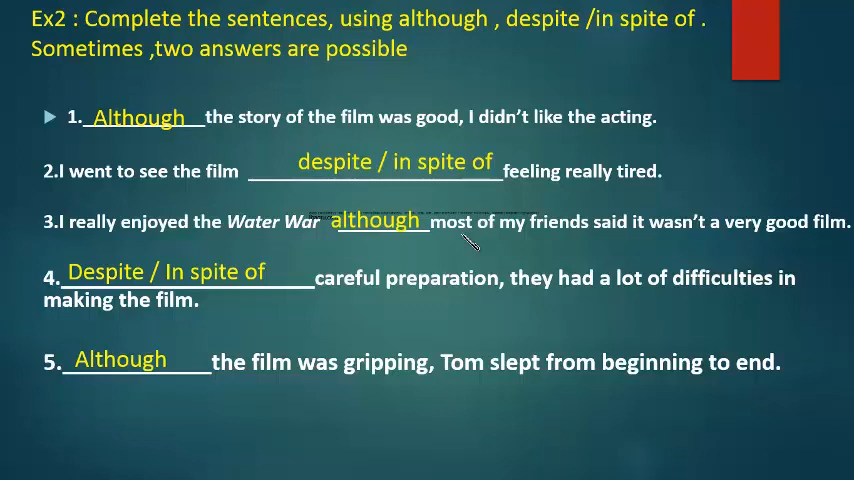 Ex2 : Complete the sentences, using although , despite /in spite of .
Sometimes ,two answers are possible
1. Although the story of the film was good, I didn't like the acting.
2.I went to see the film despite / in spite of feeling really tired.
3.I really enjoyed the Water War although most of my friends said it wasn't a very good film.
4. Despite / In spite of careful preparation, they had a lot of difficulties in
making the film.
5. Although the film was gripping, Tom slept from beginning to end.